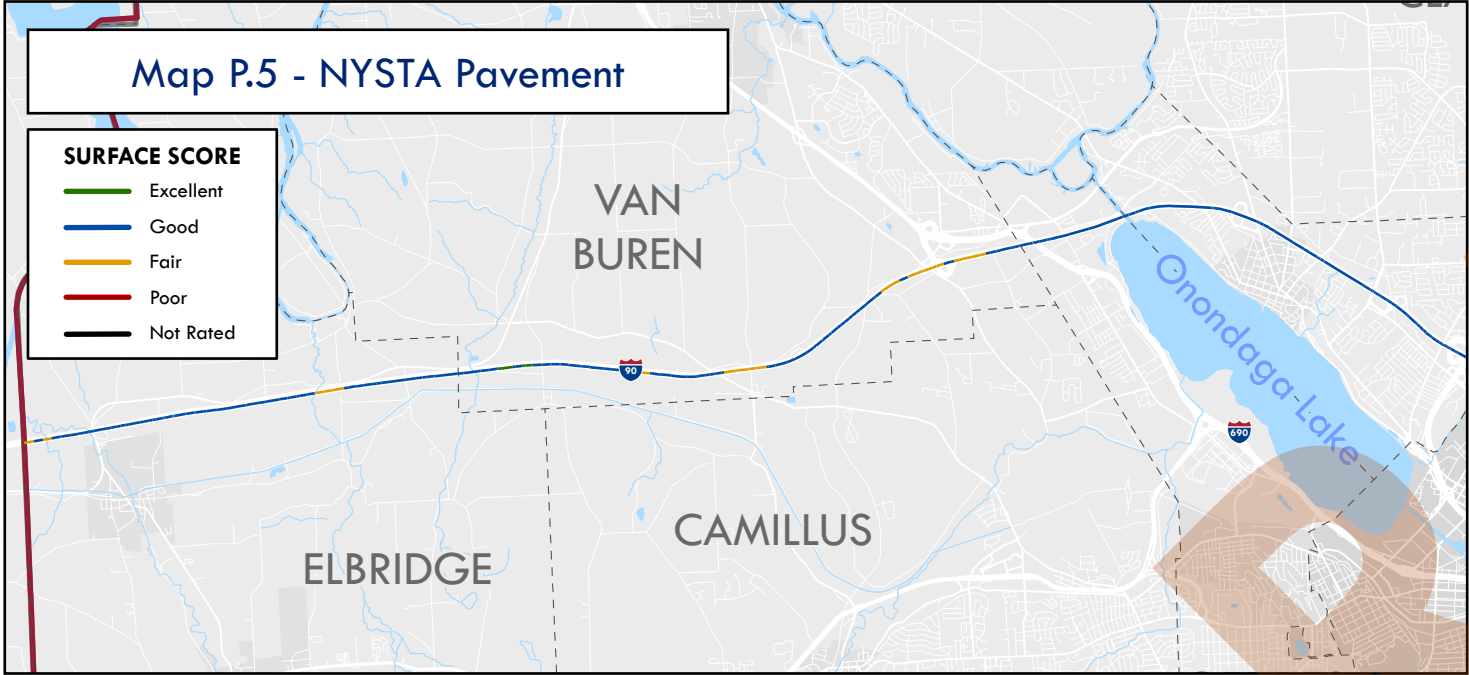 Map P.5 - NYSTA Pavement
SURFACE SCORE
Excellent
Good
Fair
Poor
Not Rated
VAN
BUREN
Onondaga Lake
90
690
CAMILLUS
ELBRIDGE